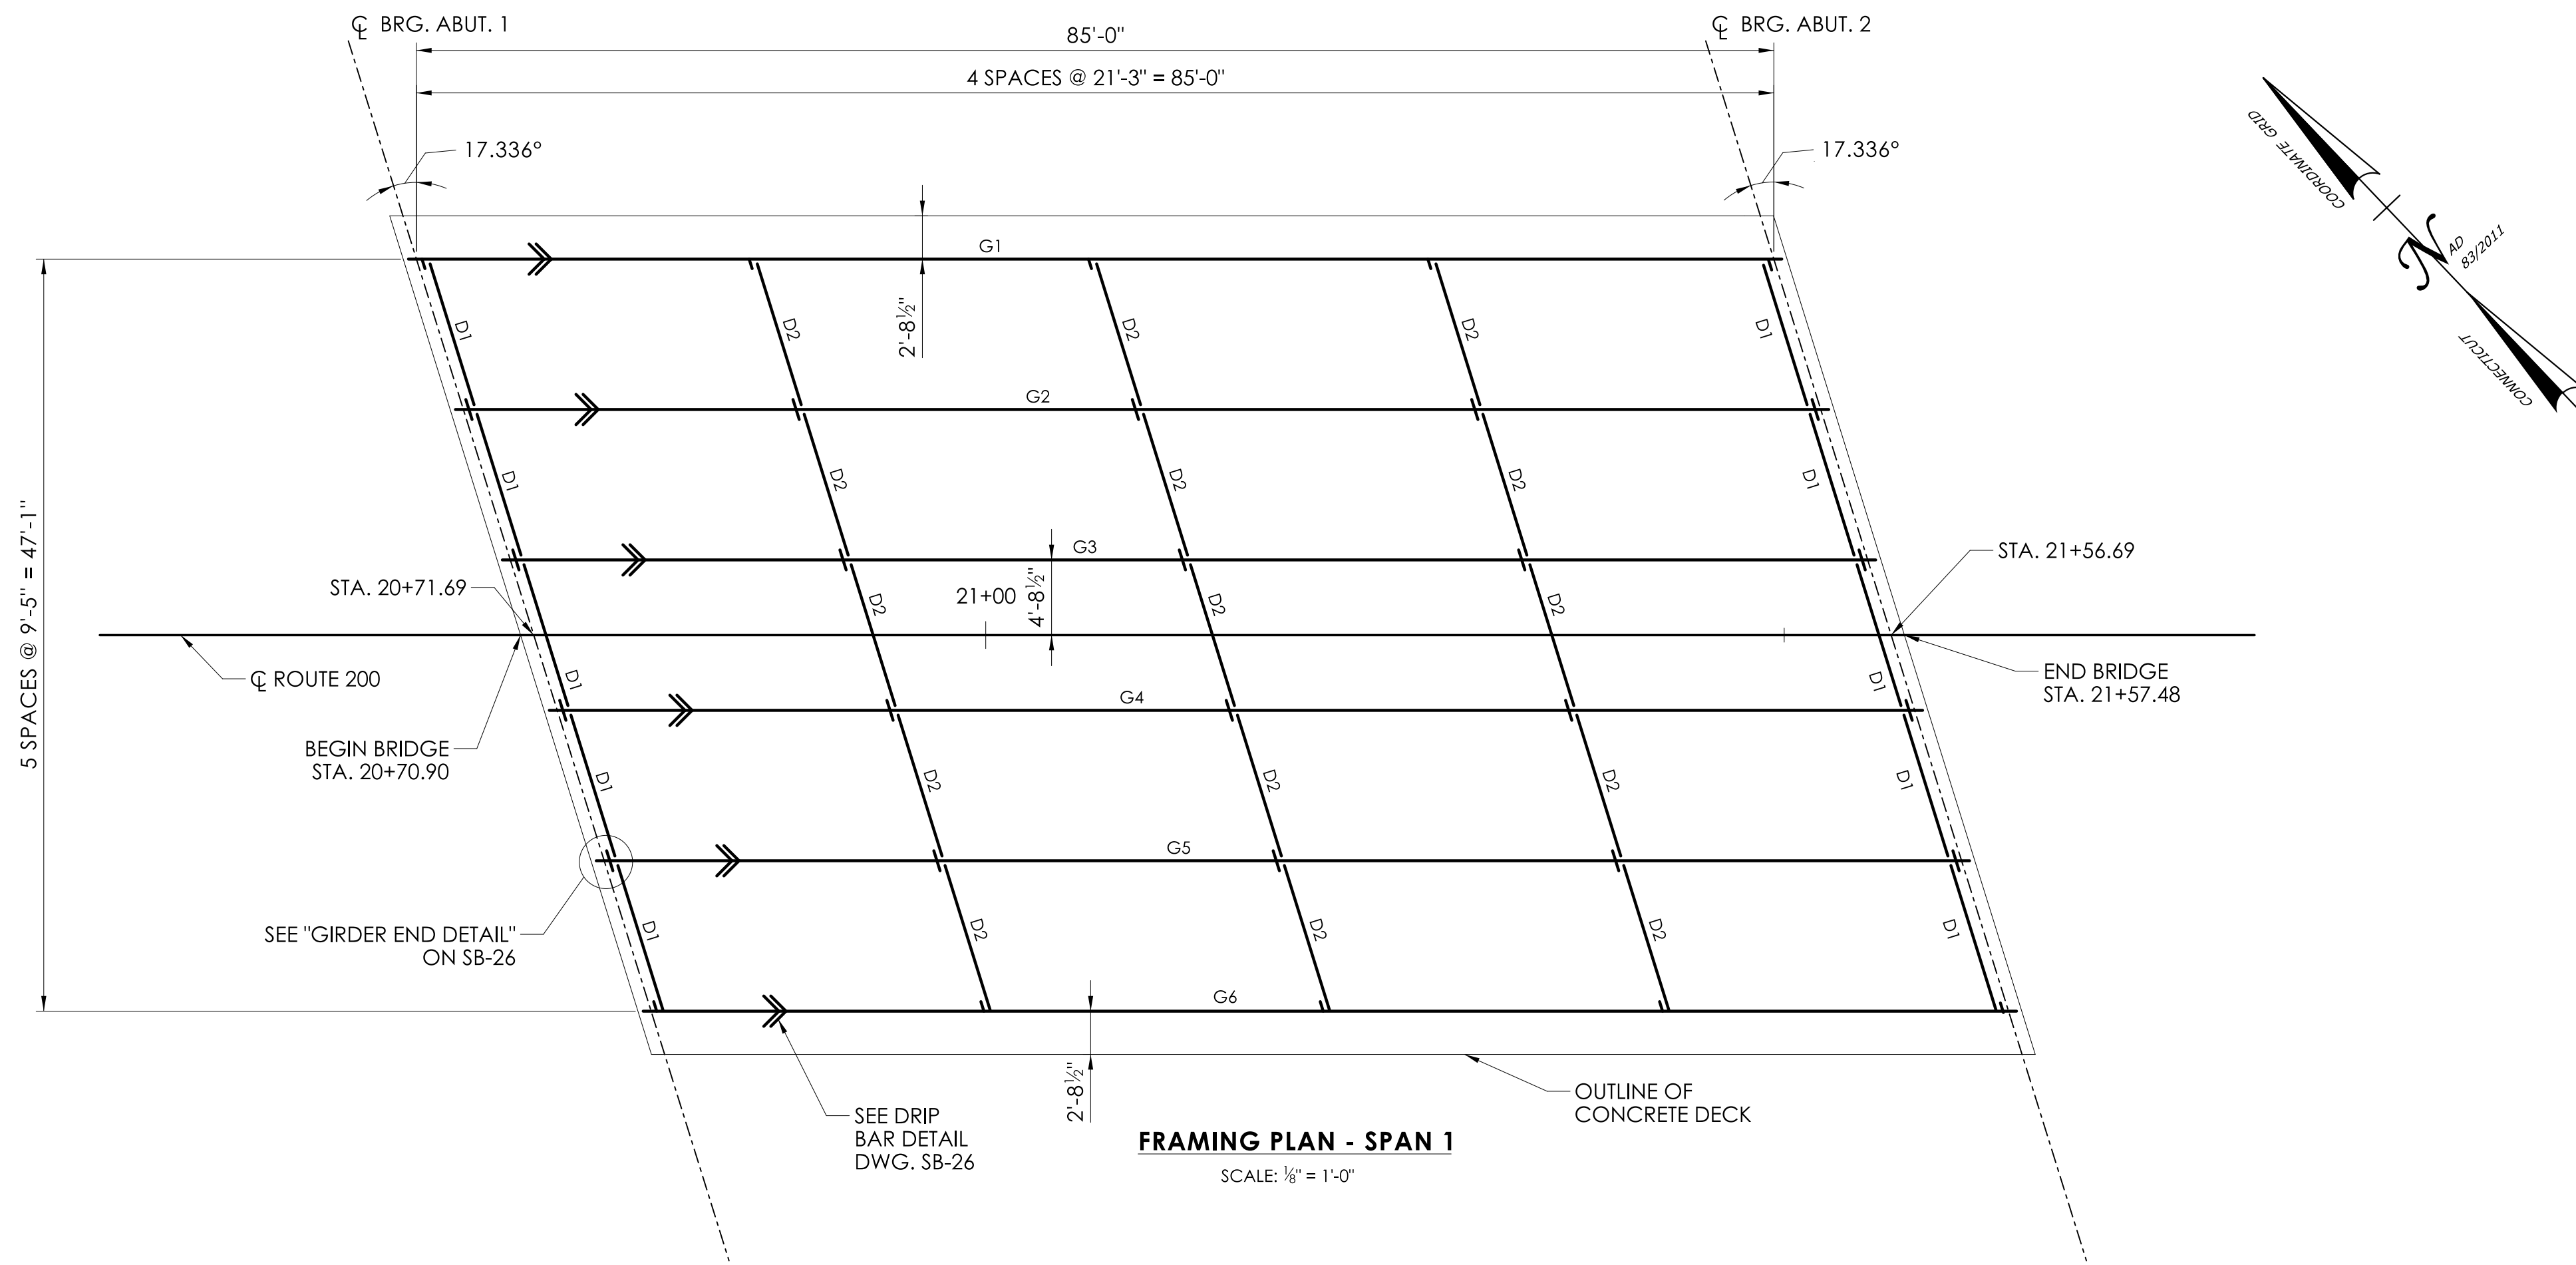 ℄ BRG. ABUT. 1
℄ BRG. ABUT. 2
85'-0"
4 SPACES @ 21'-3" = 85'-0"
17.336°
17.336°
COORDINATE GRID
N
AD
83/2011
CONNECTICUT
G1
2'-8½"
D1
D2
D2
D2
D1
G2
D1
D2
D2
D2
D1
G3
STA. 20+71.69
21+00
4'-8½"
STA. 21+56.69
5 SPACES @ 9'-5" = 47'-1"
D1
D2
D2
D2
D1
℄ ROUTE 200
END BRIDGE
STA. 21+57.48
G4
BEGIN BRIDGE
STA. 20+70.90
D1
D2
D2
D2
D1
G5
SEE "GIRDER END DETAIL"
ON SB-26
D1
D2
D2
D2
D1
G6
2'-8½"
SEE DRIP
BAR DETAIL
DWG. SB-26
OUTLINE OF
CONCRETE DECK
FRAMING PLAN - SPAN 1
SCALE: ⅛" = 1'-0"